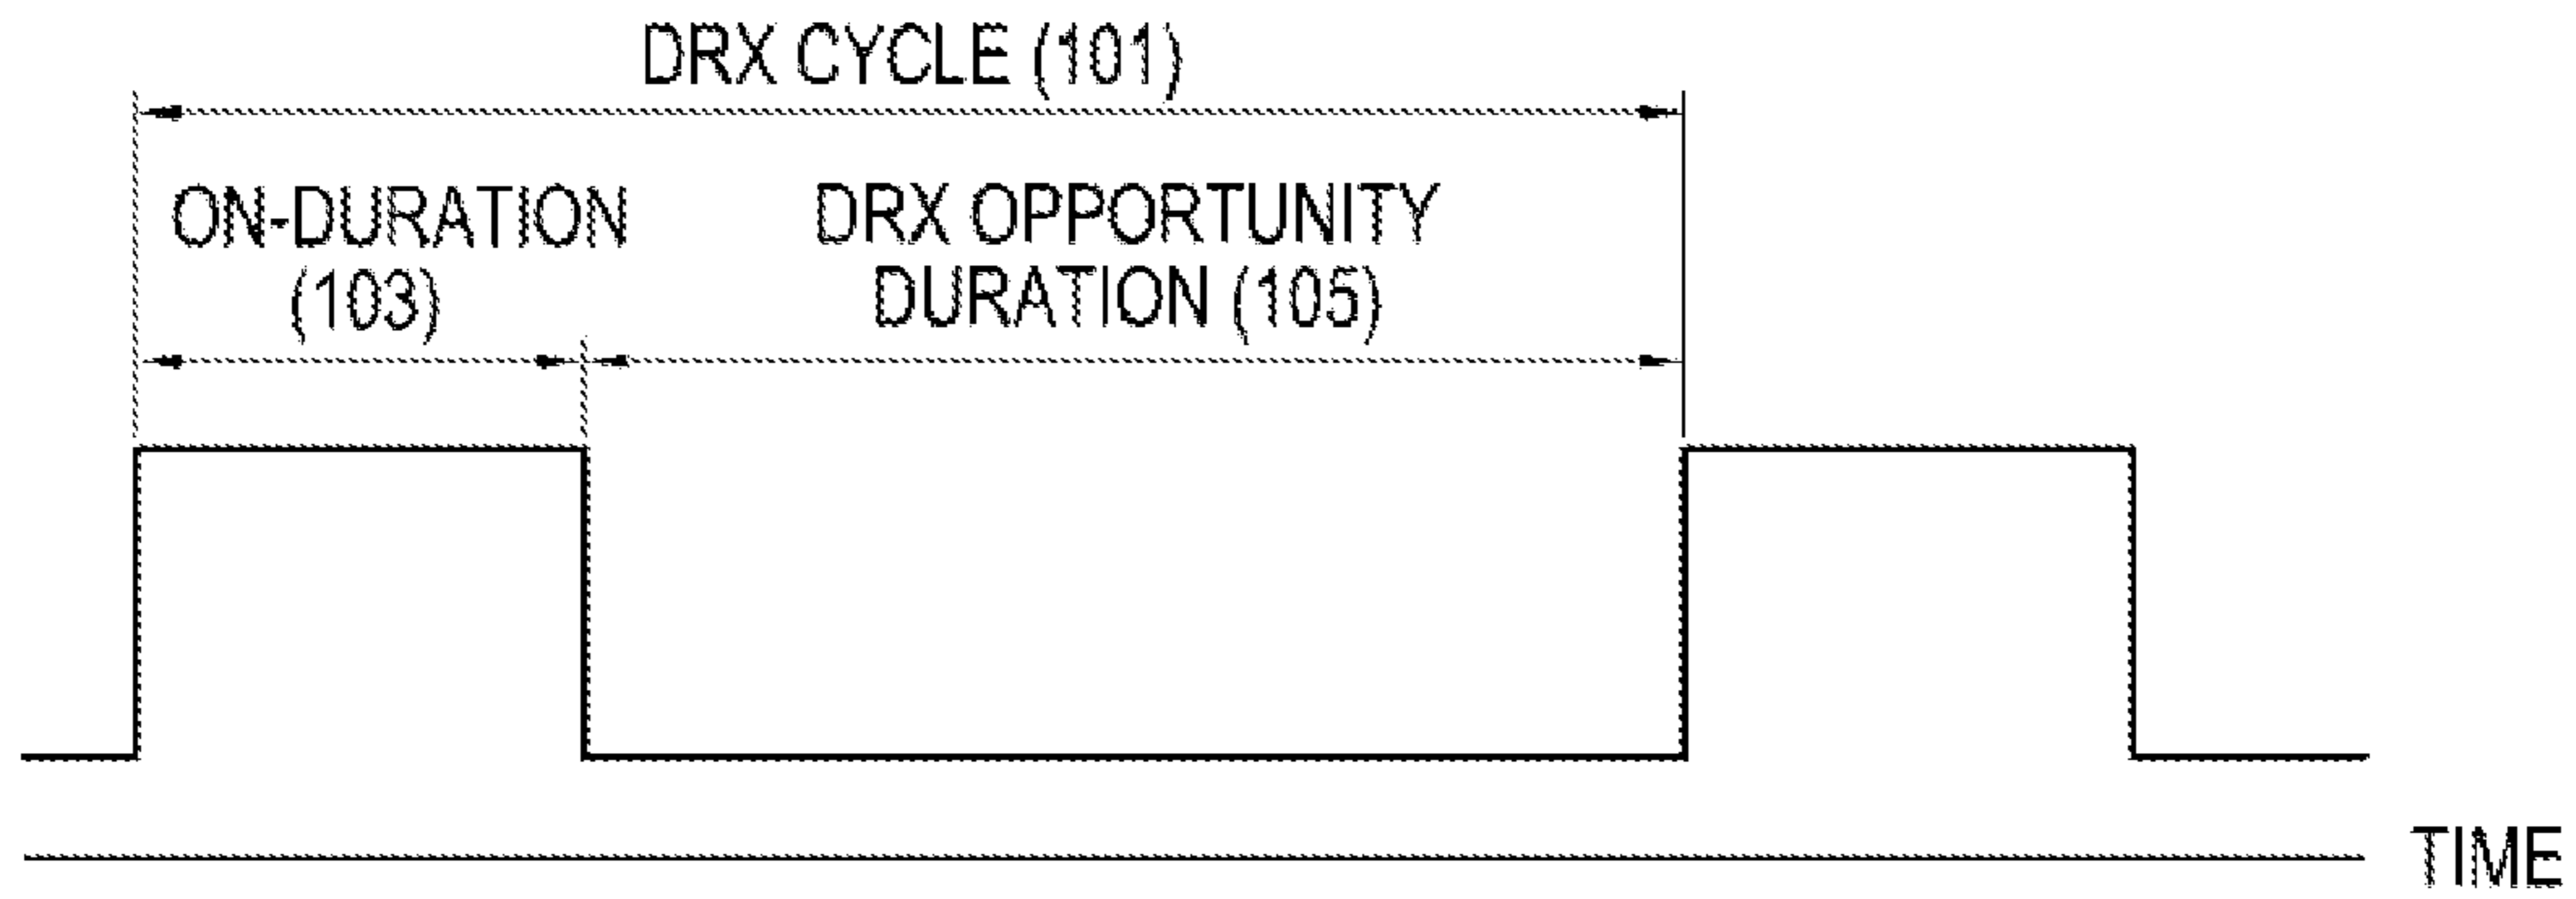 DRX CYCLE (101)
ON-DURATION
(103)
DRX OPPORTUNITY
DURATION (105)
TIME